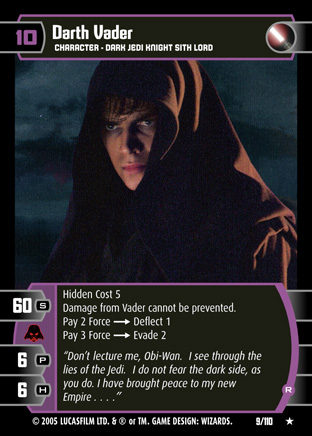 10 Darth Vader
CHARACTER - DARK JEDI KNIGHT SITH LORD
60 S
Hidden Cost 5
Damage from Vader cannot be prevented.
Pay 2 Force → Deflect 1
Pay 3 Force → Evade 2
6 P
6 H
"Don't lecture me, Obi-Wan. I see through the
lies of the Jedi. I do not fear the dark side, as
you do. I have brought peace to my new
Empire . . . ."
R
© 2005 LUCASFILM LTD. & ® or TM. GAME DESIGN: WIZARDS. 9/110 ★